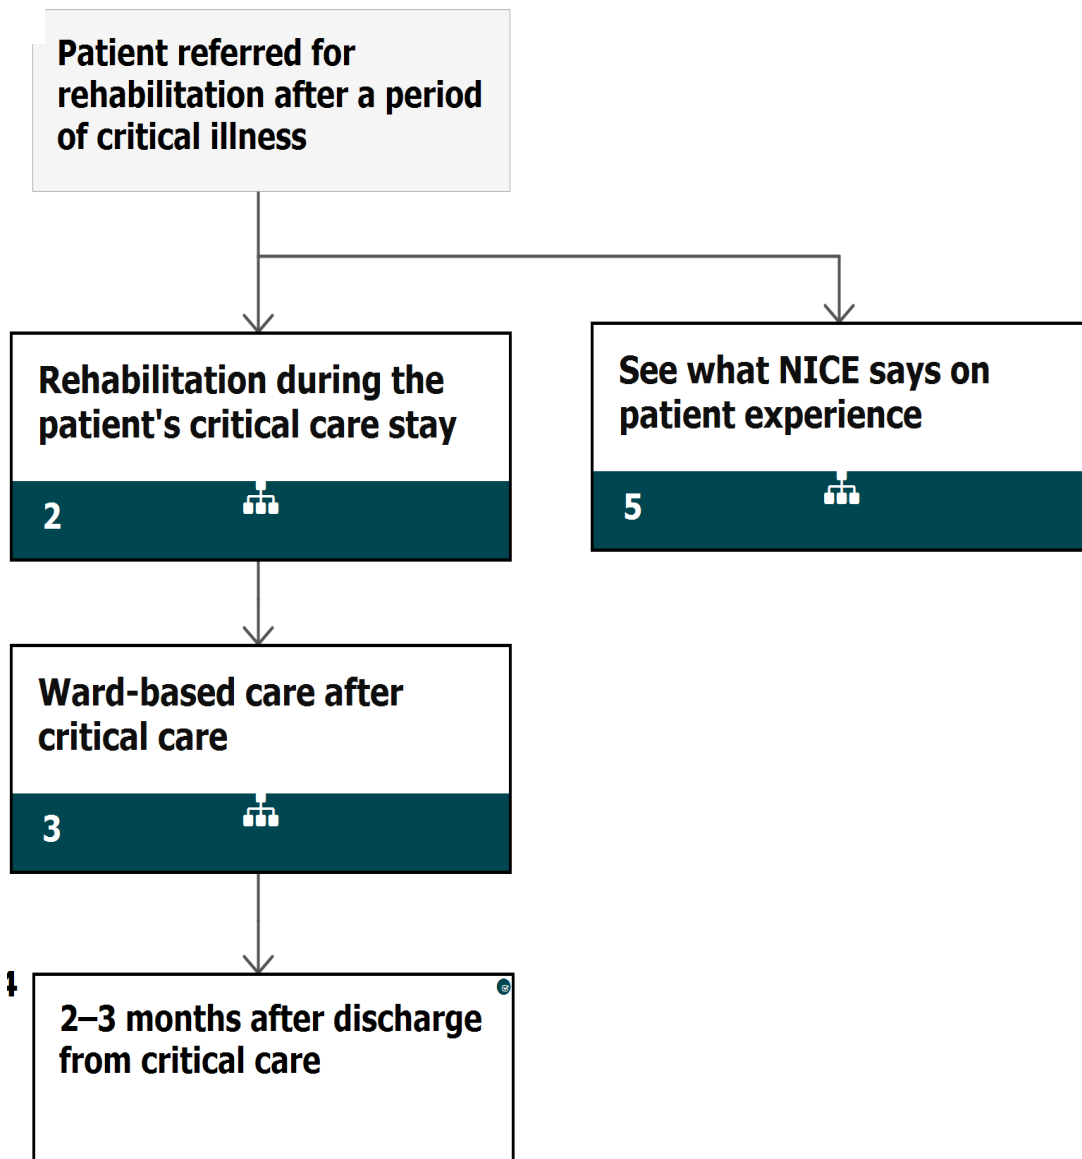 Patient referred for
rehabilitation after a period
of critical illness
Rehabilitation during the
patient's critical care stay
2
See what NICE says on
patient experience
5
Ward-based care after
critical care
3
4
2–3 months after discharge
from critical care